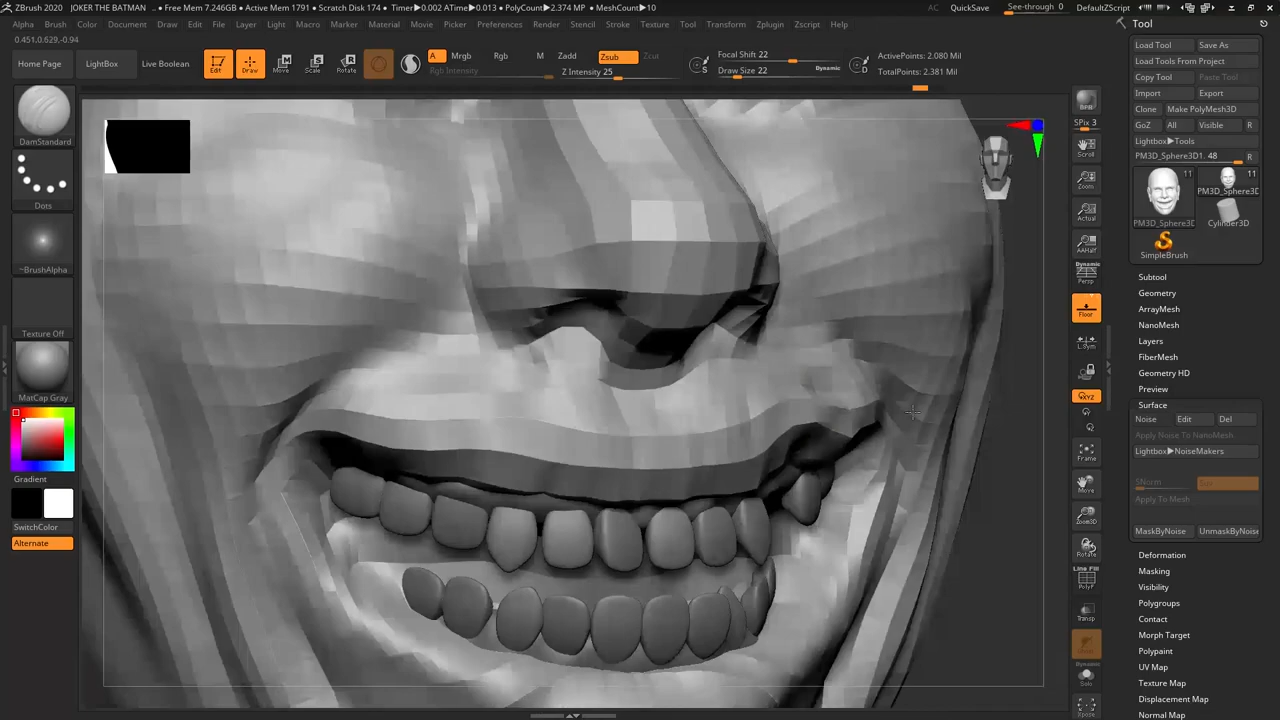 ZBrush 2020 JOKER THE BATMAN .. • Free Mem 7.246GB • Active Mem 1791 • Scratch Disk 174 • Timer▶0.002 ATime▶0.013 • PolyCount▶2.374 MP • MeshCount▶10 AC QuickSave See-through 0 DefaultZScript
Alpha Brush Color Document Draw Edit File Layer Light Macro Marker Material Movie Picker Preferences Render Stencil Stroke Texture Tool Transform Zplugin Zscript Help
0.451,0.629,-0.94
Home Page LightBox Live Boolean Edit Draw Move Scale Rotate A Mrgb Rgb M Zadd Zsub Zcut
Rgb Intensity Z Intensity 25
Focal Shift 22
Draw Size 22 Dynamic
S D
ActivePoints: 2.080 Mil
TotalPoints: 2.381 Mil
DamStandard
Dots
~BrushAlpha
Texture Off
MatCap Gray
Gradient
SwitchColor
Alternate
BPR
SPix 3
Scroll
Zoom
Actual
AAHalf
Dynamic
Persp
Floor
L.Sym
XYZ
Frame
Move
Zoom3D
Rotate
Line Fill
PolyF
Transp
Dynamic
Solo
Xpose
Tool
Load Tool Save As
Load Tools From Project
Copy Tool Paste Tool
Import Export
Clone Make PolyMesh3D
GoZ All Visible R
Lightbox▶Tools
PM3D_Sphere3D1. 48 R
11 11
PM3D_Sphere3D
PM3D_Sphere3D Cylinder3D
SimpleBrush
Subtool
Geometry
ArrayMesh
NanoMesh
Layers
FiberMesh
Geometry HD
Preview
Surface
Noise Edit Del
Apply Noise To NanoMesh
Lightbox▶NoiseMakers
SNorm
Apply To Mesh
MaskByNoise UnmaskByNoise
Deformation
Masking
Visibility
Polygroups
Contact
Morph Target
Polypaint
UV Map
Texture Map
Displacement Map
Normal Map